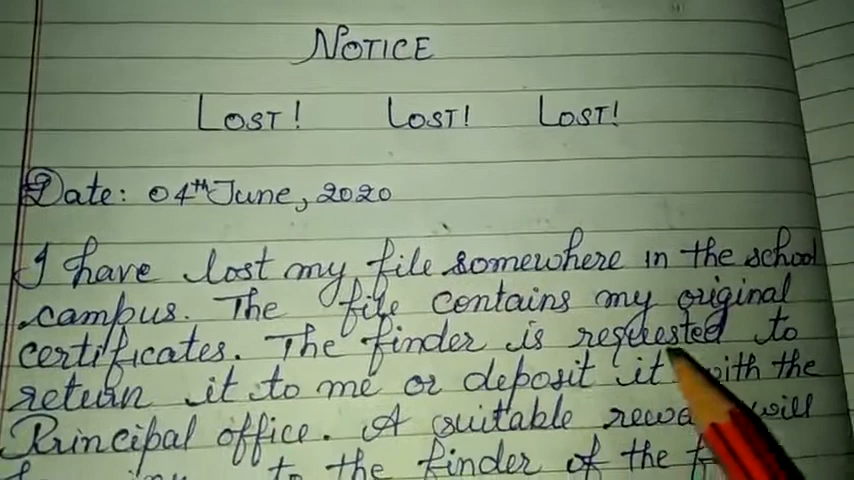 NOTICE
LOST! LOST! LOST!
Date: 04th June, 2020
I have lost my file somewhere in the school
campus. The file contains my original
certificates. The finder is requested to
return it to me or deposit it with the
Principal office. A suitable will
to the finder of the